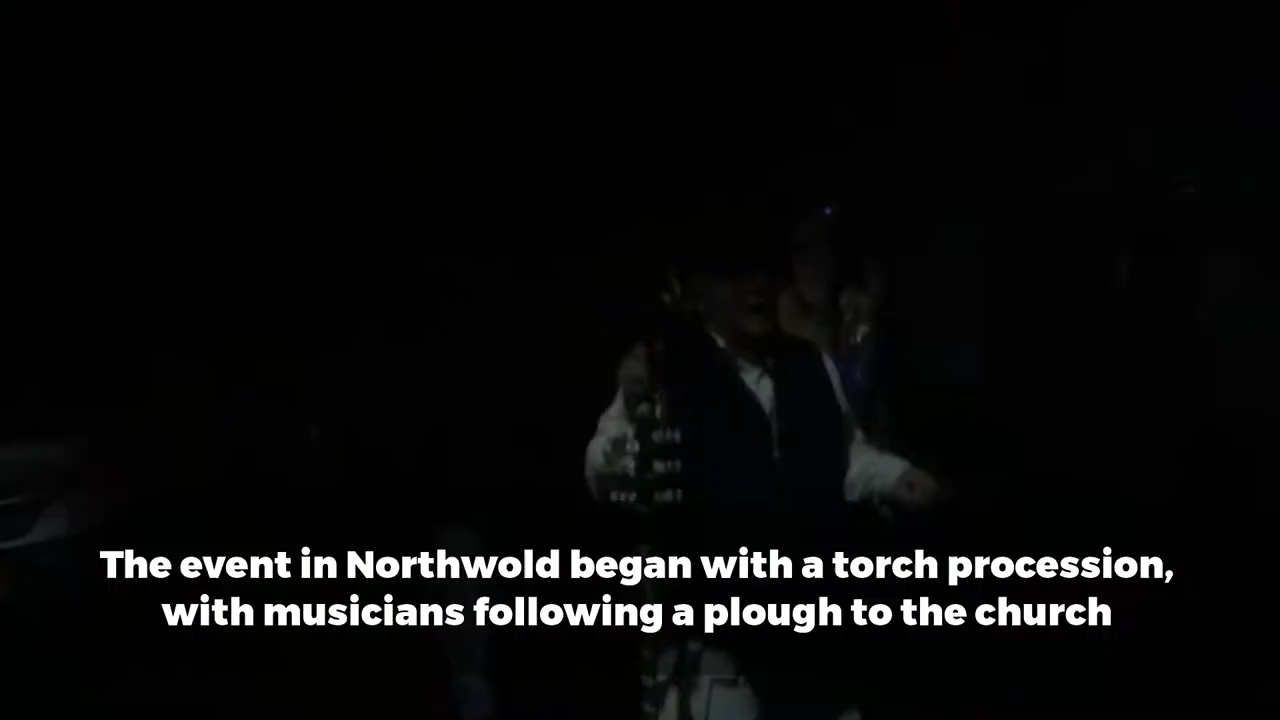 The event in Northwold began with a torch procession,
with musicians following a plough to the church